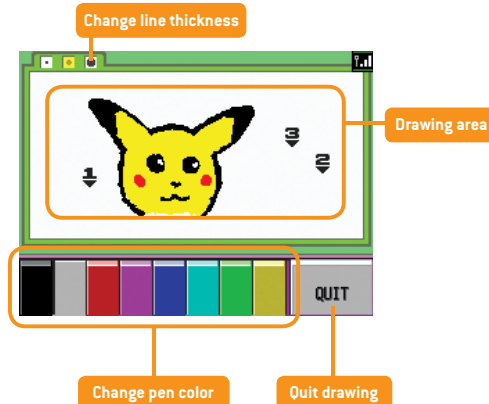 Change line thickness
Drawing area
3
1
2
QUIT
Change pen color
Quit drawing